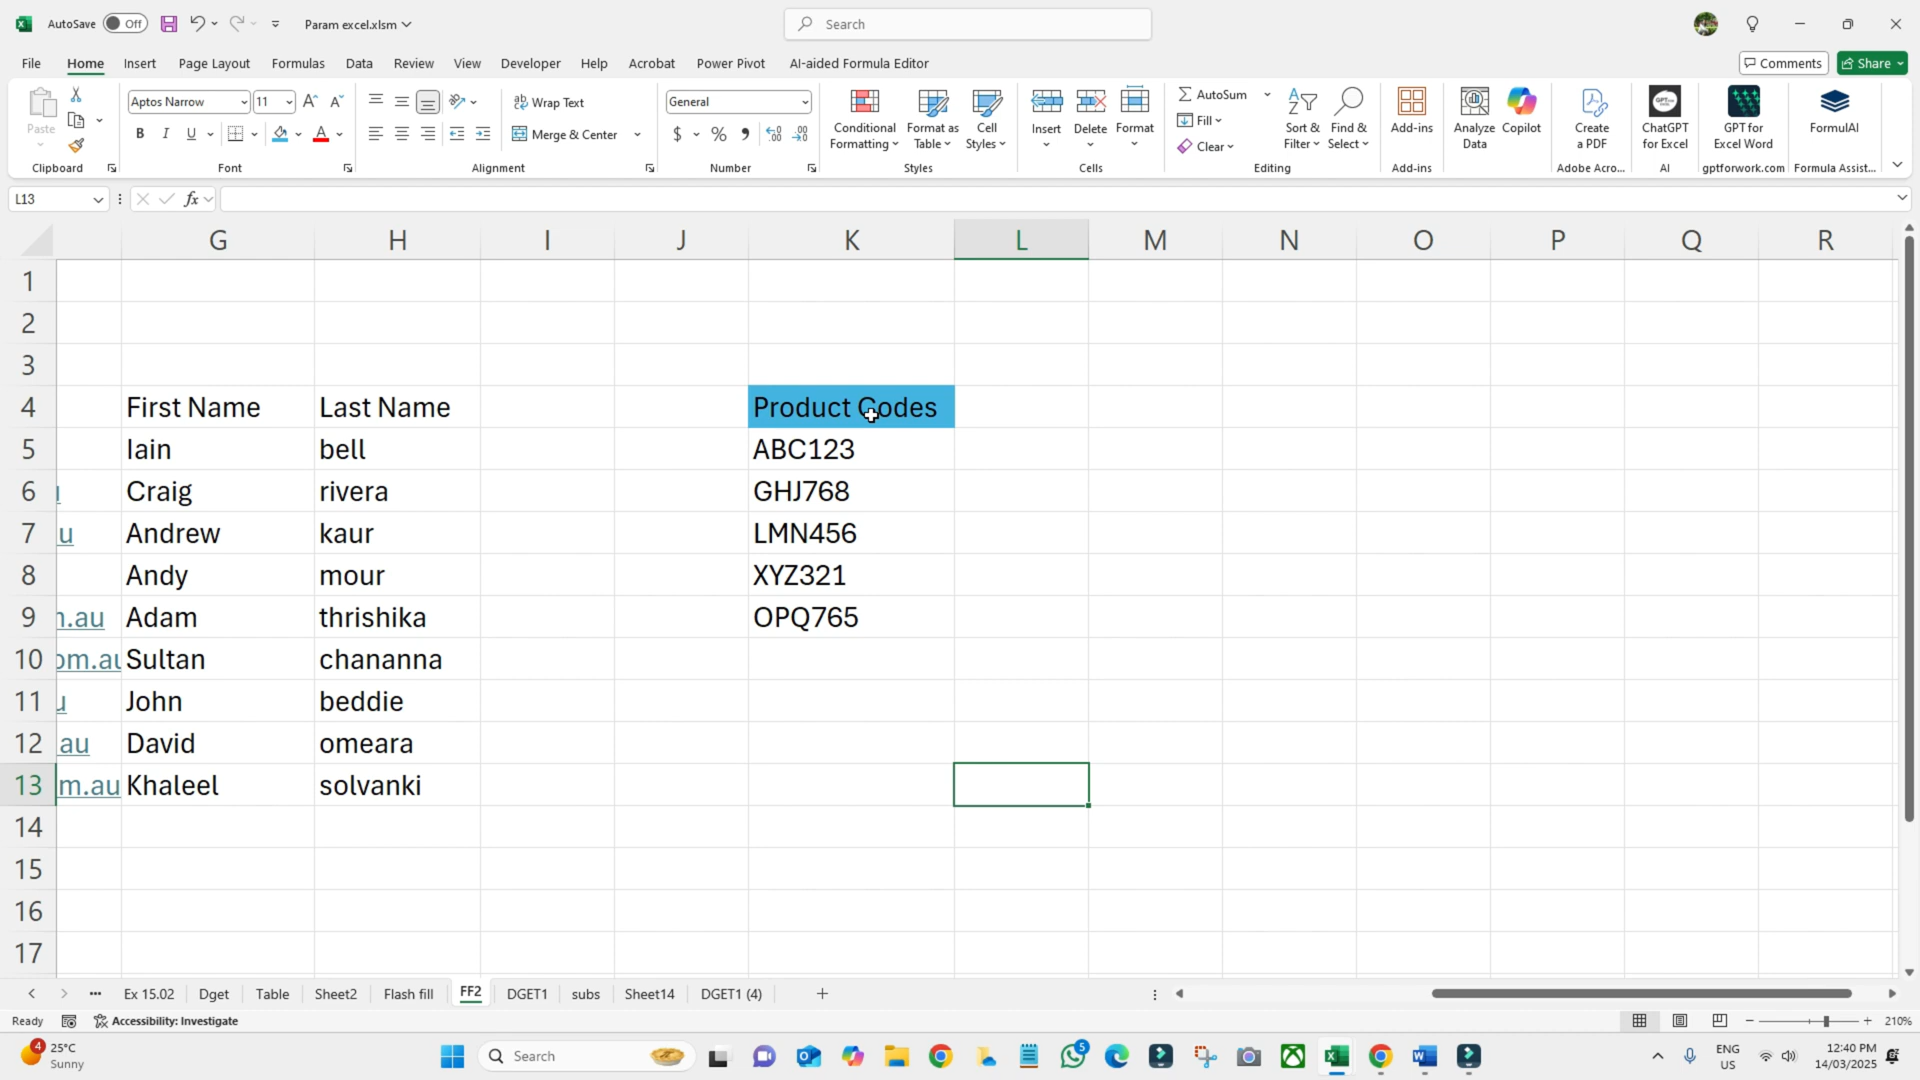 AutoSave Off Param excel.xlsm Search
File Home Insert Page Layout Formulas Data Review View Developer Help Acrobat Power Pivot AI-aided Formula Editor Comments Share
Paste Aptos Narrow 11 Wrap Text General Conditional Formatting Format as Table Cell Styles Insert Delete Format AutoSum Fill Clear Sort & Filter Find & Select Add-ins Analyze Data Copilot Create a PDF ChatGPT for Excel GPT for Excel Word FormulAI
B I U A Merge & Center $ % 9
Clipboard Font Alignment Number Styles Cells Editing Add-ins Adobe Acro... AI gptforwork.com Formula Assist...
L13 fx
G H I J K L M N O P Q R
1
2
3
4 First Name Last Name Product Codes
5 Iain bell ABC123
6 Craig rivera GHJ768
7 u Andrew kaur LMN456
8 Andy mour XYZ321
9 m.au Adam thrishika OPQ765
10 om.au Sultan chananna
11 u John beddie
12 .au David omeara
13 m.au Khaleel solvanki
14
15
16
17
... Ex 15.02 Dget Table Sheet2 Flash fill FF2 DGET1 subs Sheet14 DGET1 (4) +
Ready Accessibility: Investigate 210%
4 25°C Sunny Search 5 ENG US 12:40 PM 14/03/2025